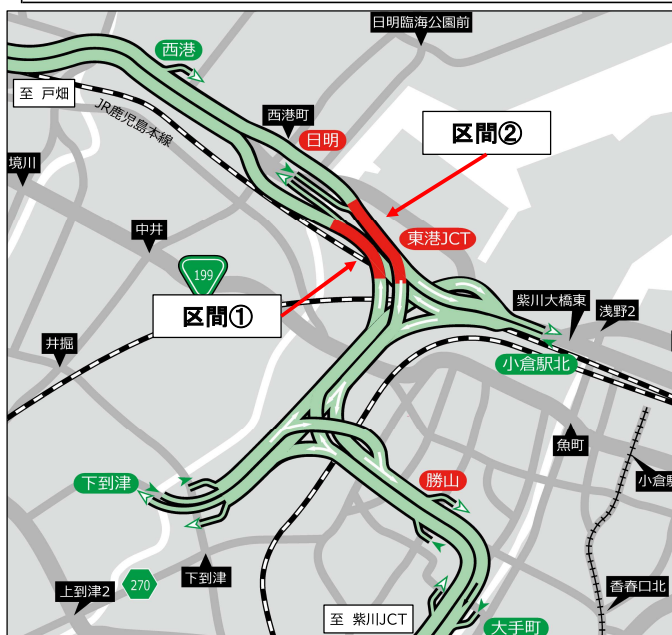 日明臨海公園前
西港
至 戸畑
JR鹿児島本線
西港町
日明
区間②
境川
中井
東港JCT
199
区間①
紫川大橋東
浅野2
井掘
小倉駅北
魚町
勝山
下到津
下到津
270
上到津2
至 紫川JCT
大手町
香春口北